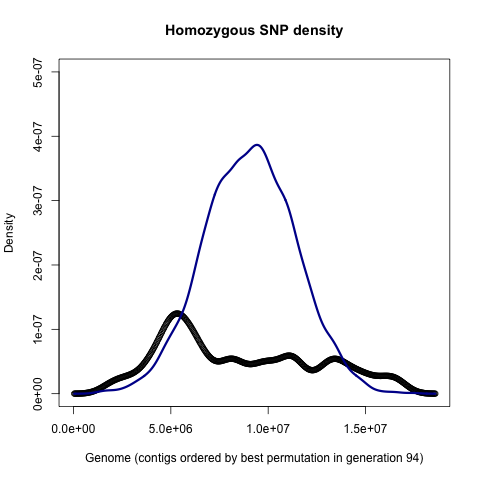 Homozygous SNP density
5e-07
4e-07
3e-07
2e-07
1e-07
0e+00
Density
0.0e+00 5.0e+06 1.0e+07 1.5e+07
Genome (contigs ordered by best permutation in generation 94)